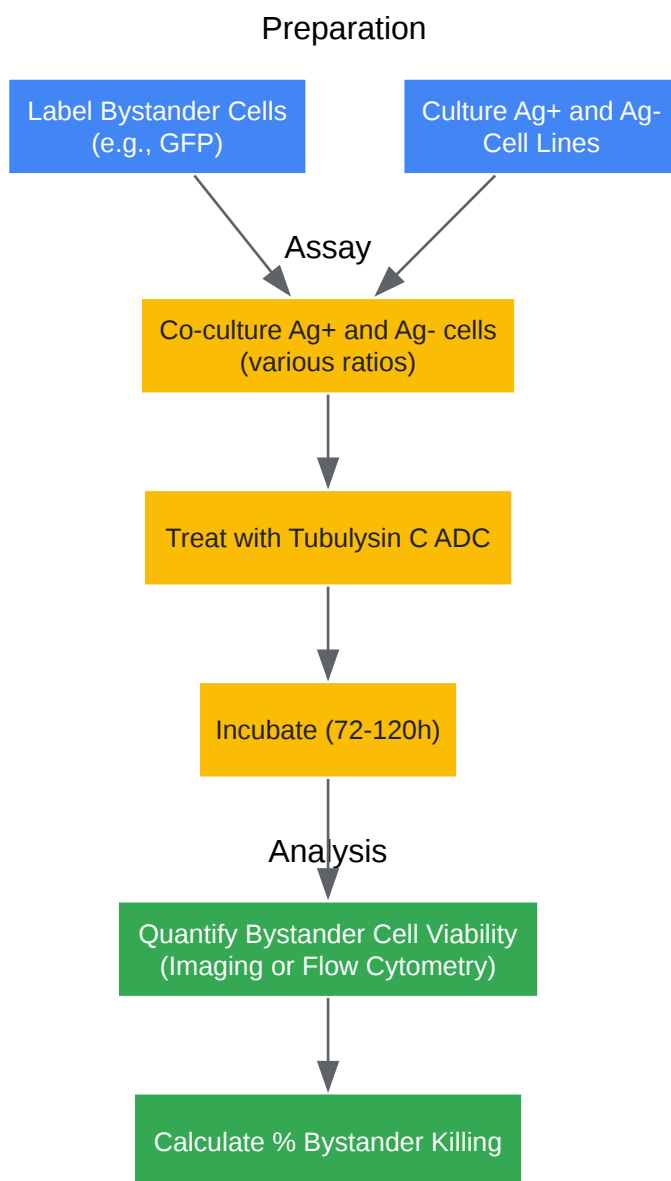 Preparation
Label Bystander Cells
(e.g., GFP)
Culture Ag+ and Ag-
Cell Lines
Assay
Co-culture Ag+ and Ag- cells
(various ratios)
Treat with Tubulysin C ADC
Incubate (72-120h)
Analysis
Quantify Bystander Cell Viability
(Imaging or Flow Cytometry)
Calculate % Bystander Killing